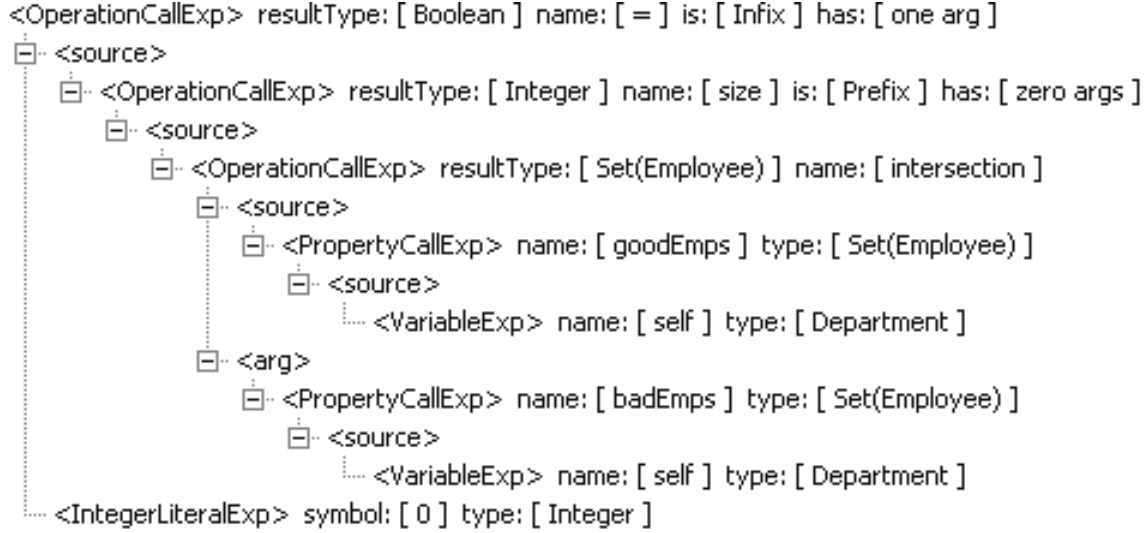 <OperationCallExp> resultType: [ Boolean ] name: [ = ] is: [ Infix ] has: [ one arg ]
<source>
<OperationCallExp> resultType: [ Integer ] name: [ size ] is: [ Prefix ] has: [ zero args ]
<source>
<OperationCallExp> resultType: [ Set(Employee) ] name: [ intersection ]
<source>
<PropertyCallExp> name: [ goodEmps ] type: [ Set(Employee) ]
<source>
<VariableExp> name: [ self ] type: [ Department ]
<arg>
<PropertyCallExp> name: [ badEmps ] type: [ Set(Employee) ]
<source>
<VariableExp> name: [ self ] type: [ Department ]
<IntegerLiteralExp> symbol: [ 0 ] type: [ Integer ]